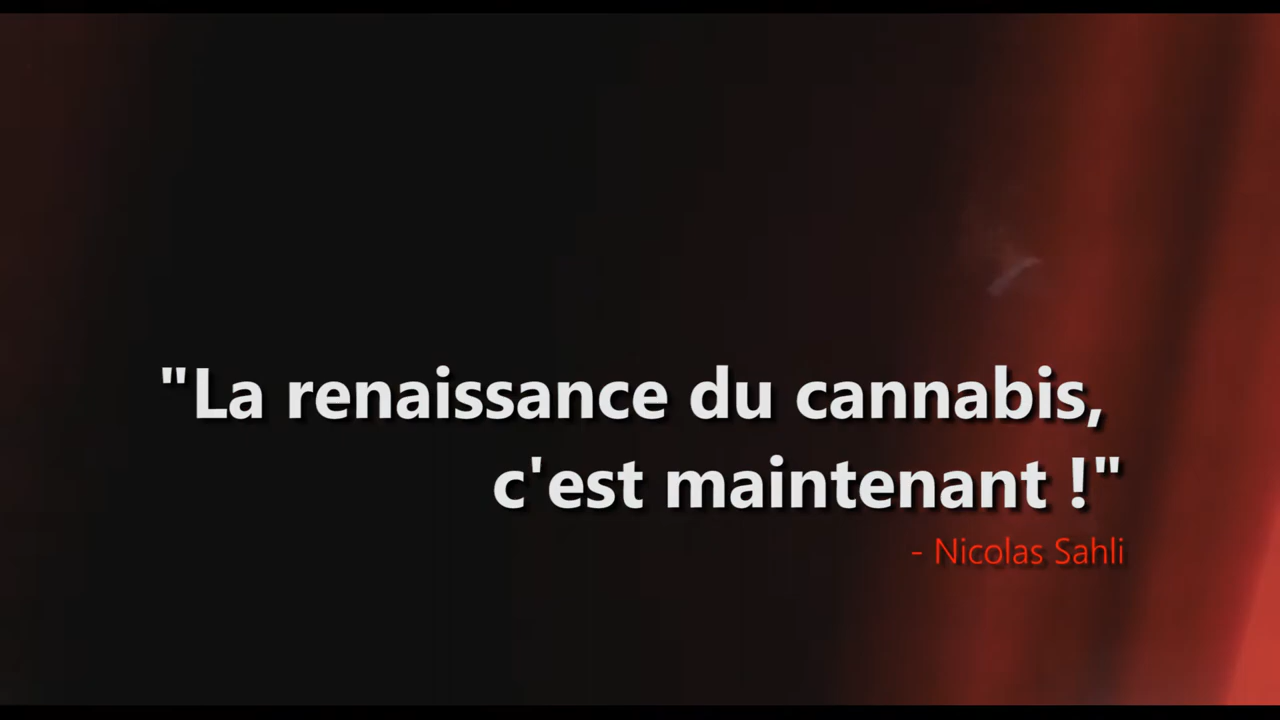 "La renaissance du cannabis,
c'est maintenant !"
- Nicolas Sahli